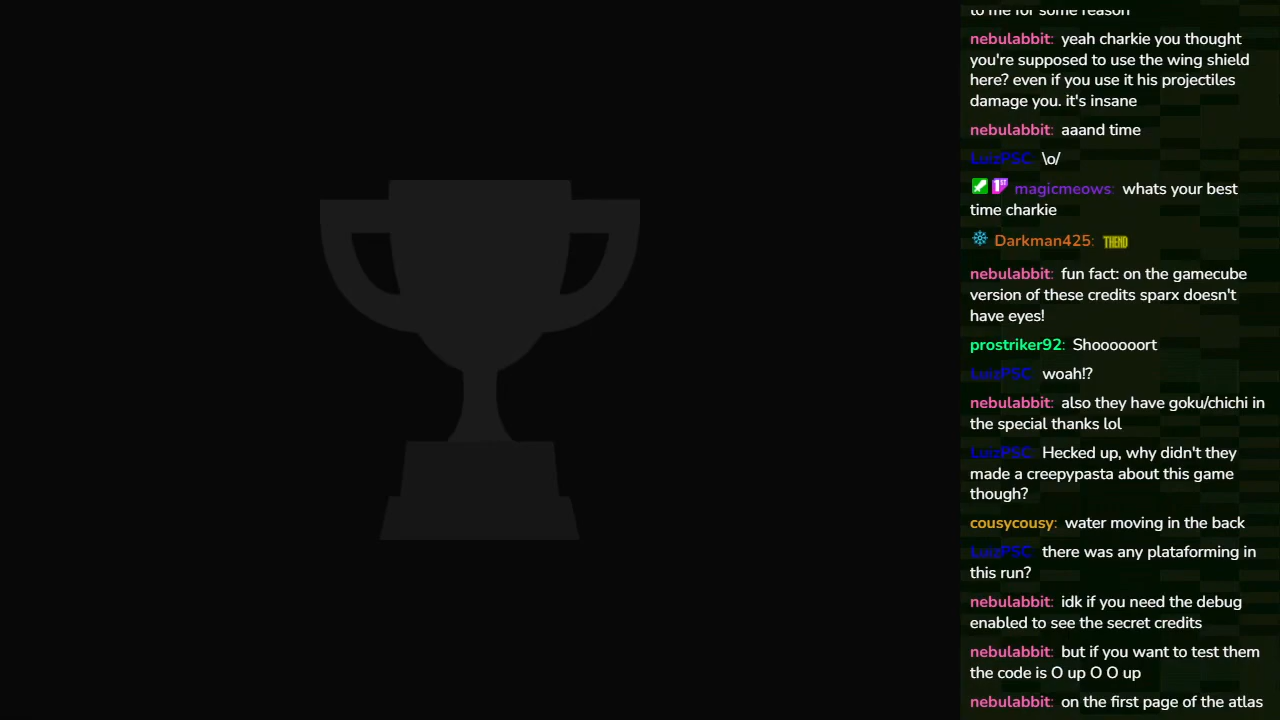 to me for some reason
nebulabbit: yeah charkie you thought
you're supposed to use the wing shield
here? even if you use it his projectiles
damage you. it's insane
nebulabbit: aaand time
LuizPSC: \o/
1ST magicmeows: whats your best
time charkie
Darkman425: THEND
nebulabbit: fun fact: on the gamecube
version of these credits sparx doesn't
have eyes!
prostriker92: Shoooooort
LuizPSC: woah!?
nebulabbit: also they have goku/chichi in
the special thanks lol
LuizPSC: Hecked up, why didn't they
made a creepypasta about this game
though?
cousycousy: water moving in the back
LuizPSC: there was any plataforming in
this run?
nebulabbit: idk if you need the debug
enabled to see the secret credits
nebulabbit: but if you want to test them
the code is O up O O up
nebulabbit: on the first page of the atlas